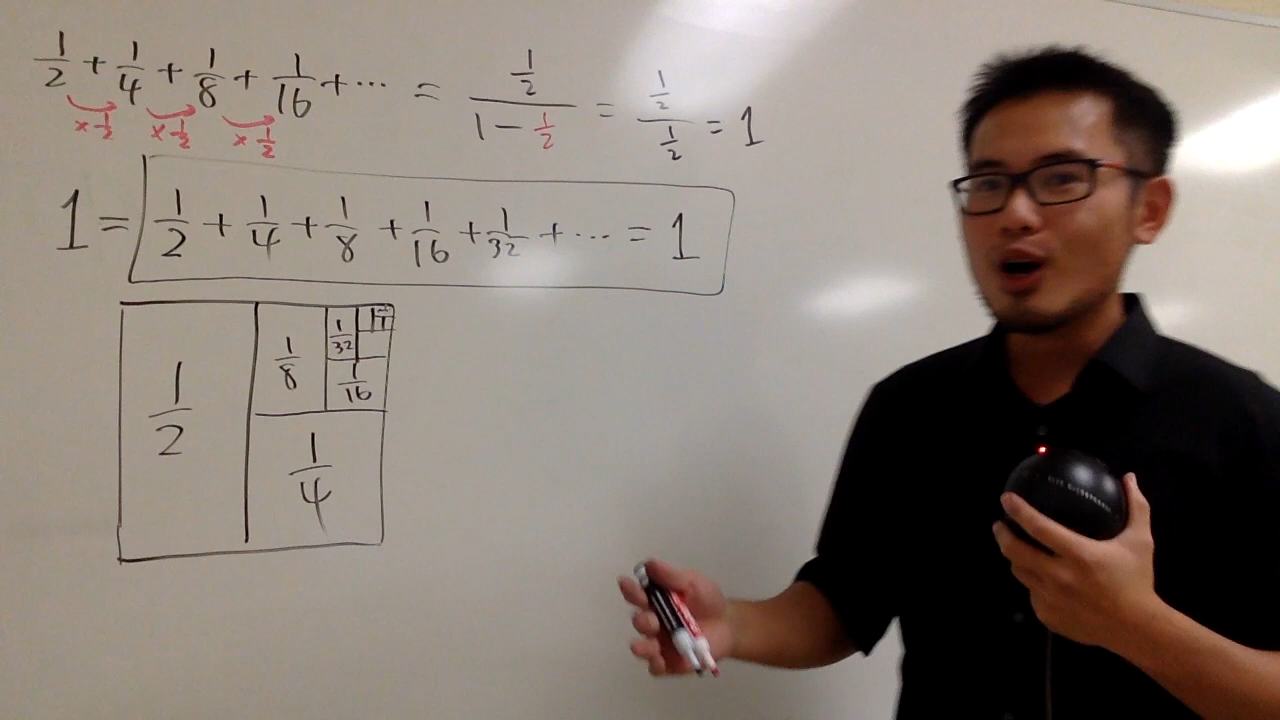 1/2 + 1/4 + 1/8 + 1/16 + ⋯ = (1/2)/(1 − 1/2) = (1/2)/(1/2) = 1
×1/2 ×1/2 ×1/2
1 = 1/2 + 1/4 + 1/8 + 1/16 + 1/32 + ⋯ = 1
1/2
1/8
1/32
1/16
1/4